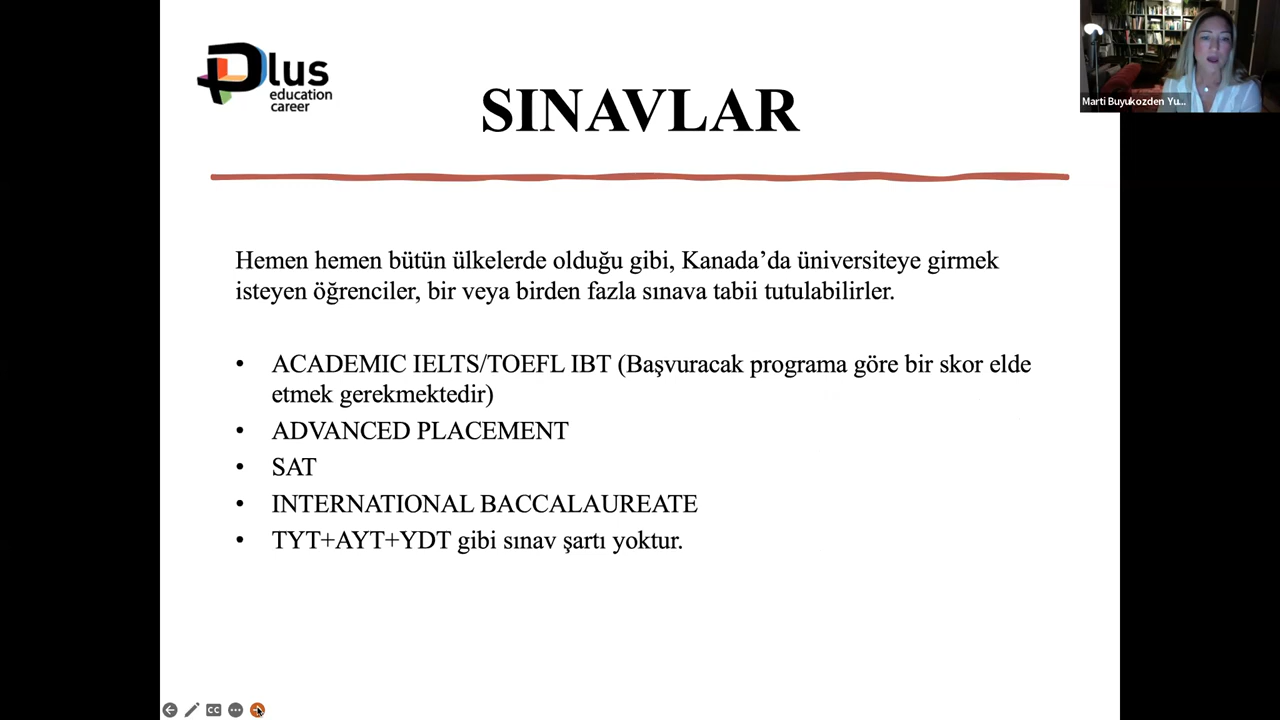 Plus
education
career
SINAVLAR
Marti Buyukozden Yu...
Hemen hemen bütün ülkelerde olduğu gibi, Kanada’da üniversiteye girmek
isteyen öğrenciler, bir veya birden fazla sınava tabii tutulabilirler.
• ACADEMIC IELTS/TOEFL IBT (Başvuracak programa göre bir skor elde
etmek gerekmektedir)
• ADVANCED PLACEMENT
• SAT
• INTERNATIONAL BACCALAUREATE
• TYT+AYT+YDT gibi sınav şartı yoktur.
CC